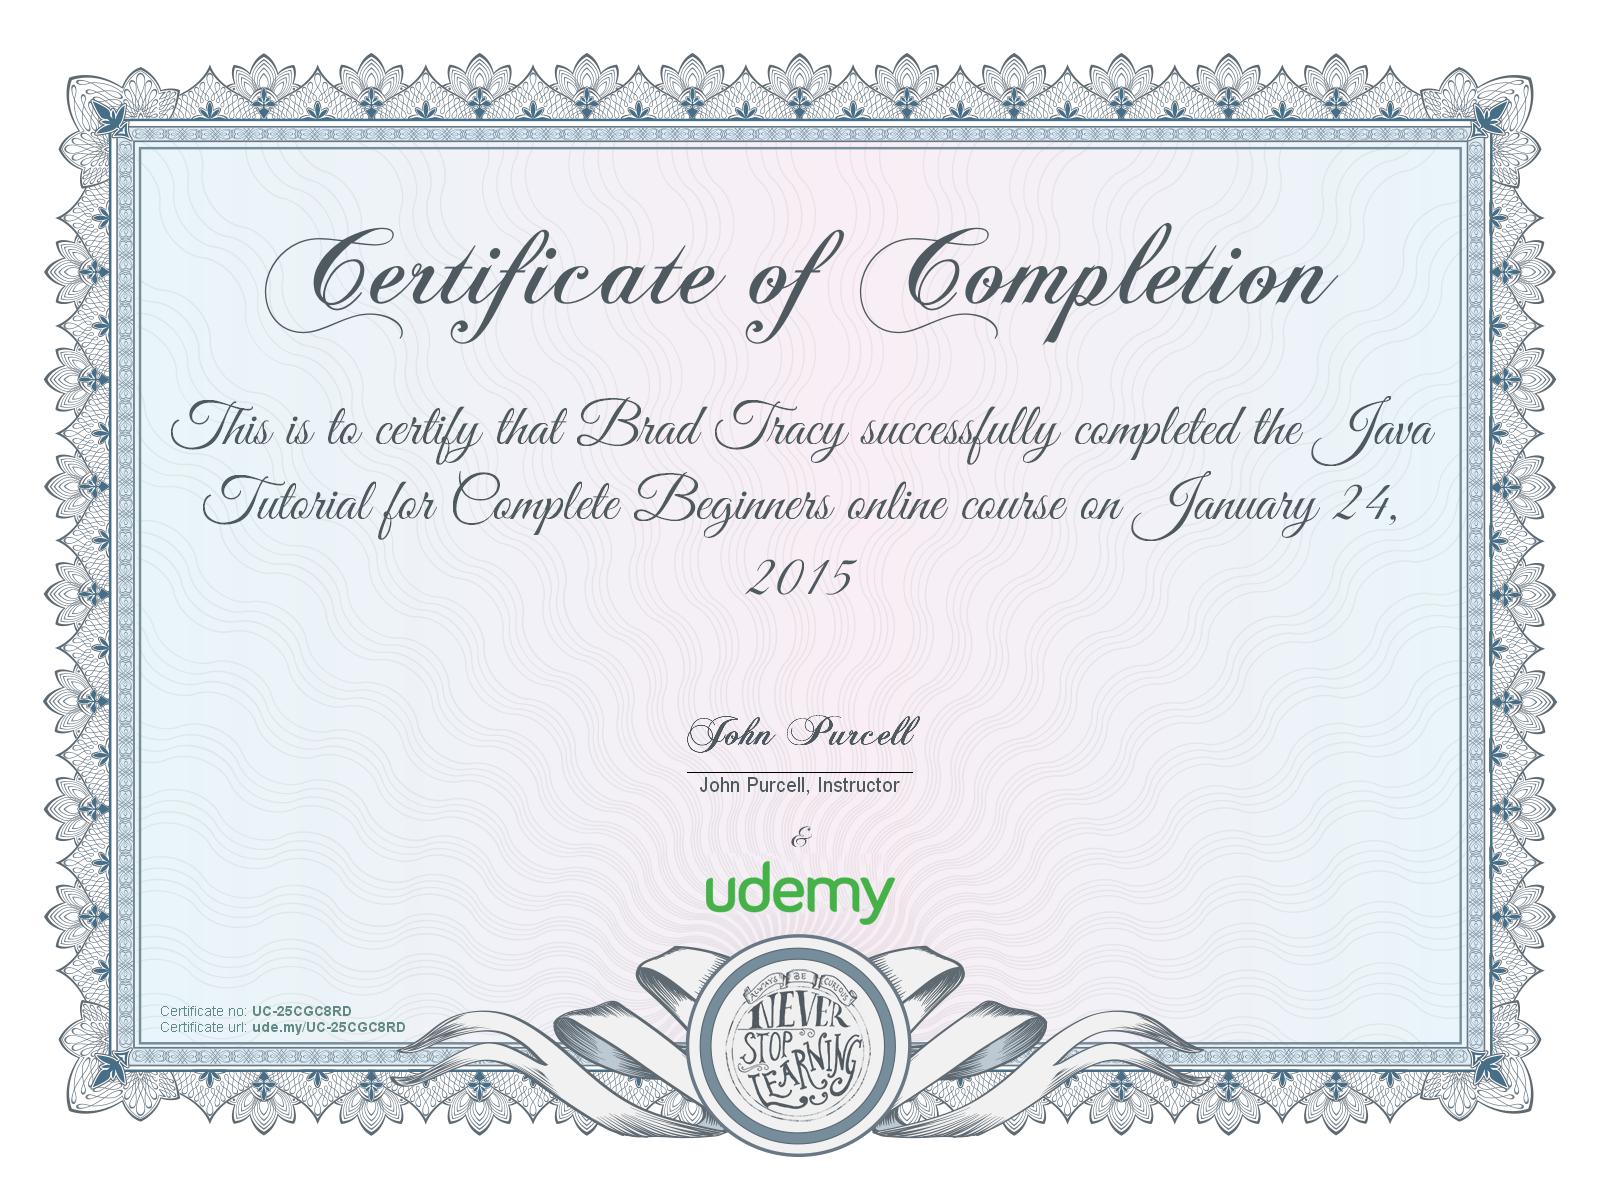 Certificate of Completion
This is to certify that Brad Tracy successfully completed the Java
Tutorial for Complete Beginners online course on January 24,
2015
John Purcell
John Purcell, Instructor
&
udemy
Certificate no: UC-25CGC8RD
Certificate url: ude.my/UC-25CGC8RD
ALWAYS BE CURIOUS
NEVER
STOP
LEARNING